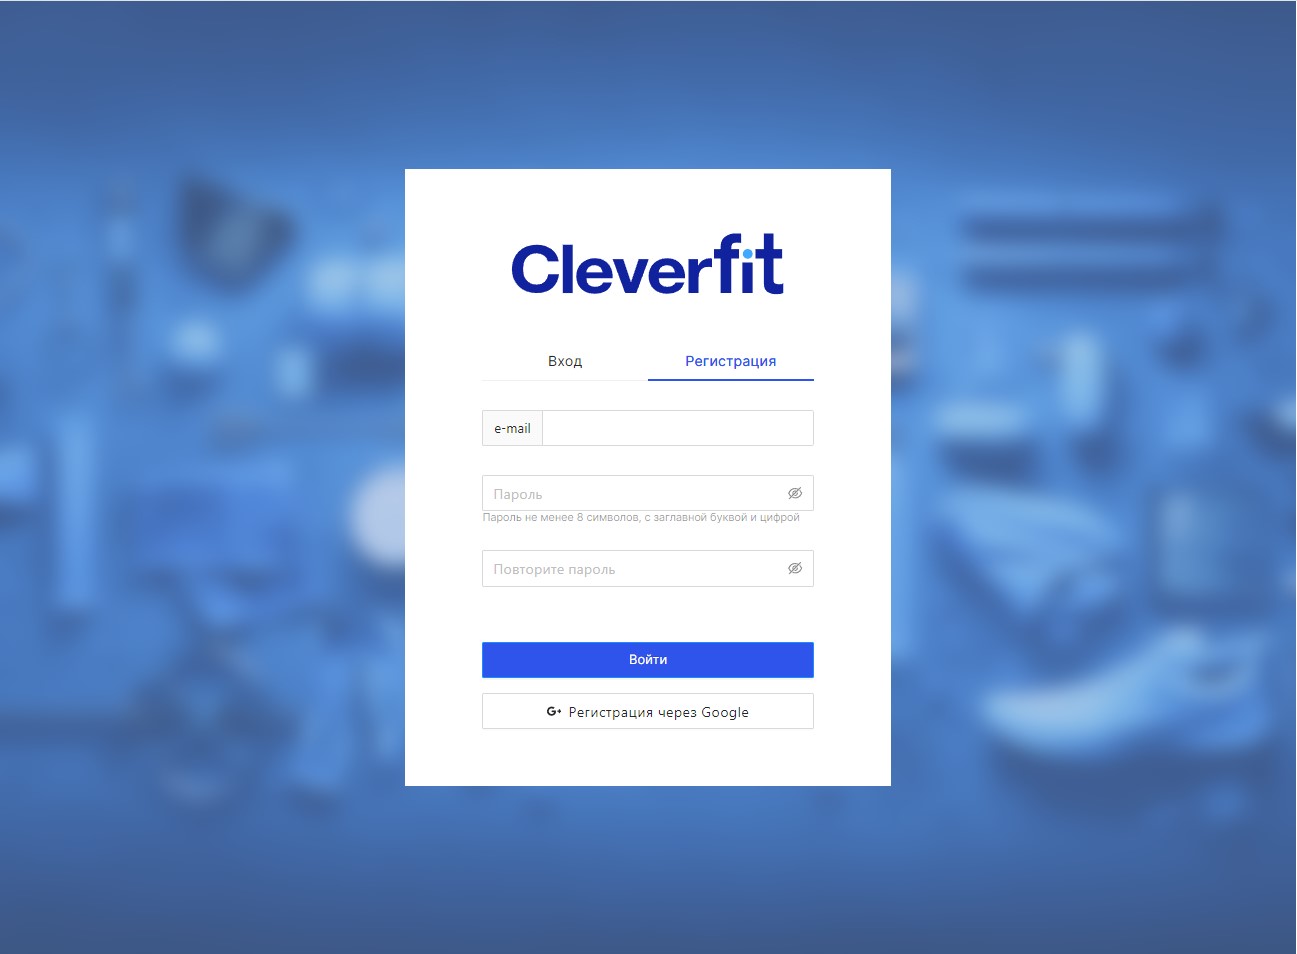 Cleverfit
Вход
Регистрация
e-mail
Пароль
Пароль не менее 8 символов, с заглавной буквой и цифрой
Повторите пароль
Войти
G+ Регистрация через Google